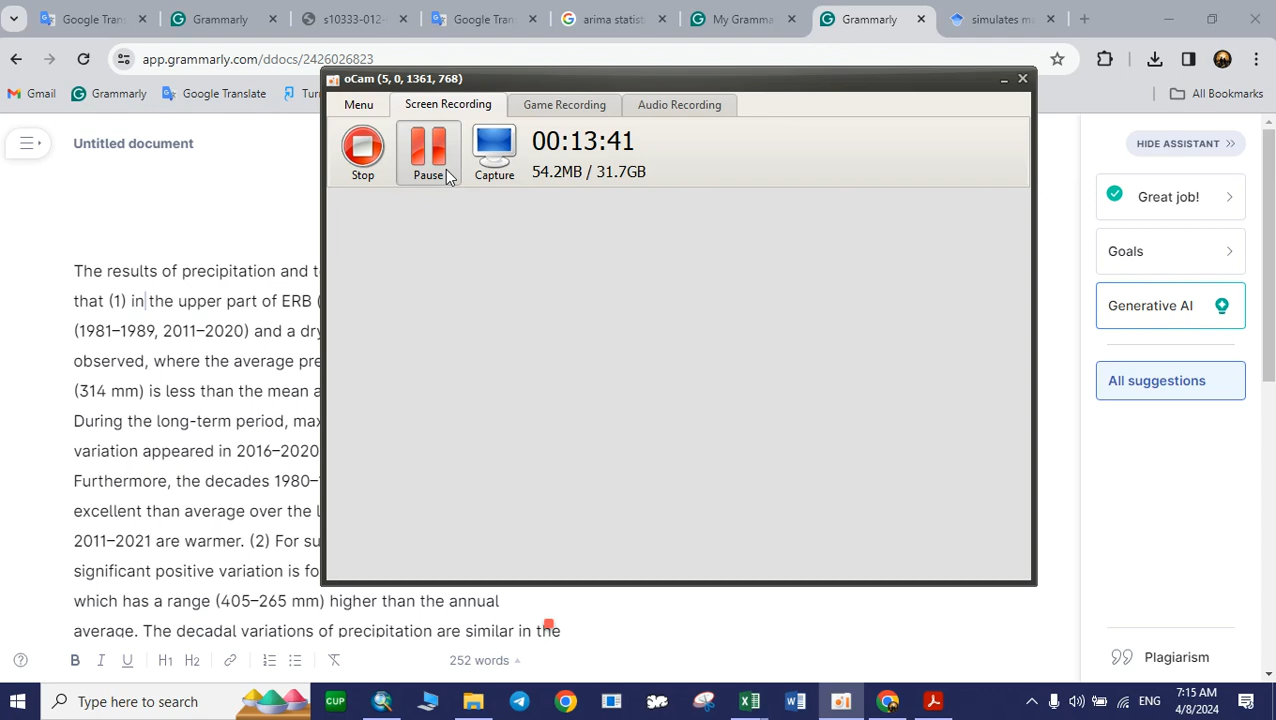 Google Tran
Grammarly
s10333-012-
Google Tran
arima statist
My Gramma
Grammarly
simulates ma
app.grammarly.com/ddocs/2426026823
Gmail
Grammarly
Google Translate
Turn
All Bookmarks
oCam (5, 0, 1361, 768)
Menu
Screen Recording
Game Recording
Audio Recording
Stop
Pause
Capture
00:13:41
54.2MB / 31.7GB
Untitled document
HIDE ASSISTANT
Great job!
Goals
Generative AI
All suggestions
Plagiarism
The results of precipitation and t
that (1) in the upper part of ERB (
(1981–1989, 2011–2020) and a dry
observed, where the average pre
(314 mm) is less than the mean a
During the long-term period, max
variation appeared in 2016–2020
Furthermore, the decades 1980–
excellent than average over the l
2011–2021 are warmer. (2) For su
significant positive variation is fo
which has a range (405–265 mm) higher than the annual
average. The decadal variations of precipitation are similar in the
B I U H1 H2
252 words
Type here to search
CUP
ENG
7:15 AM
4/8/2024